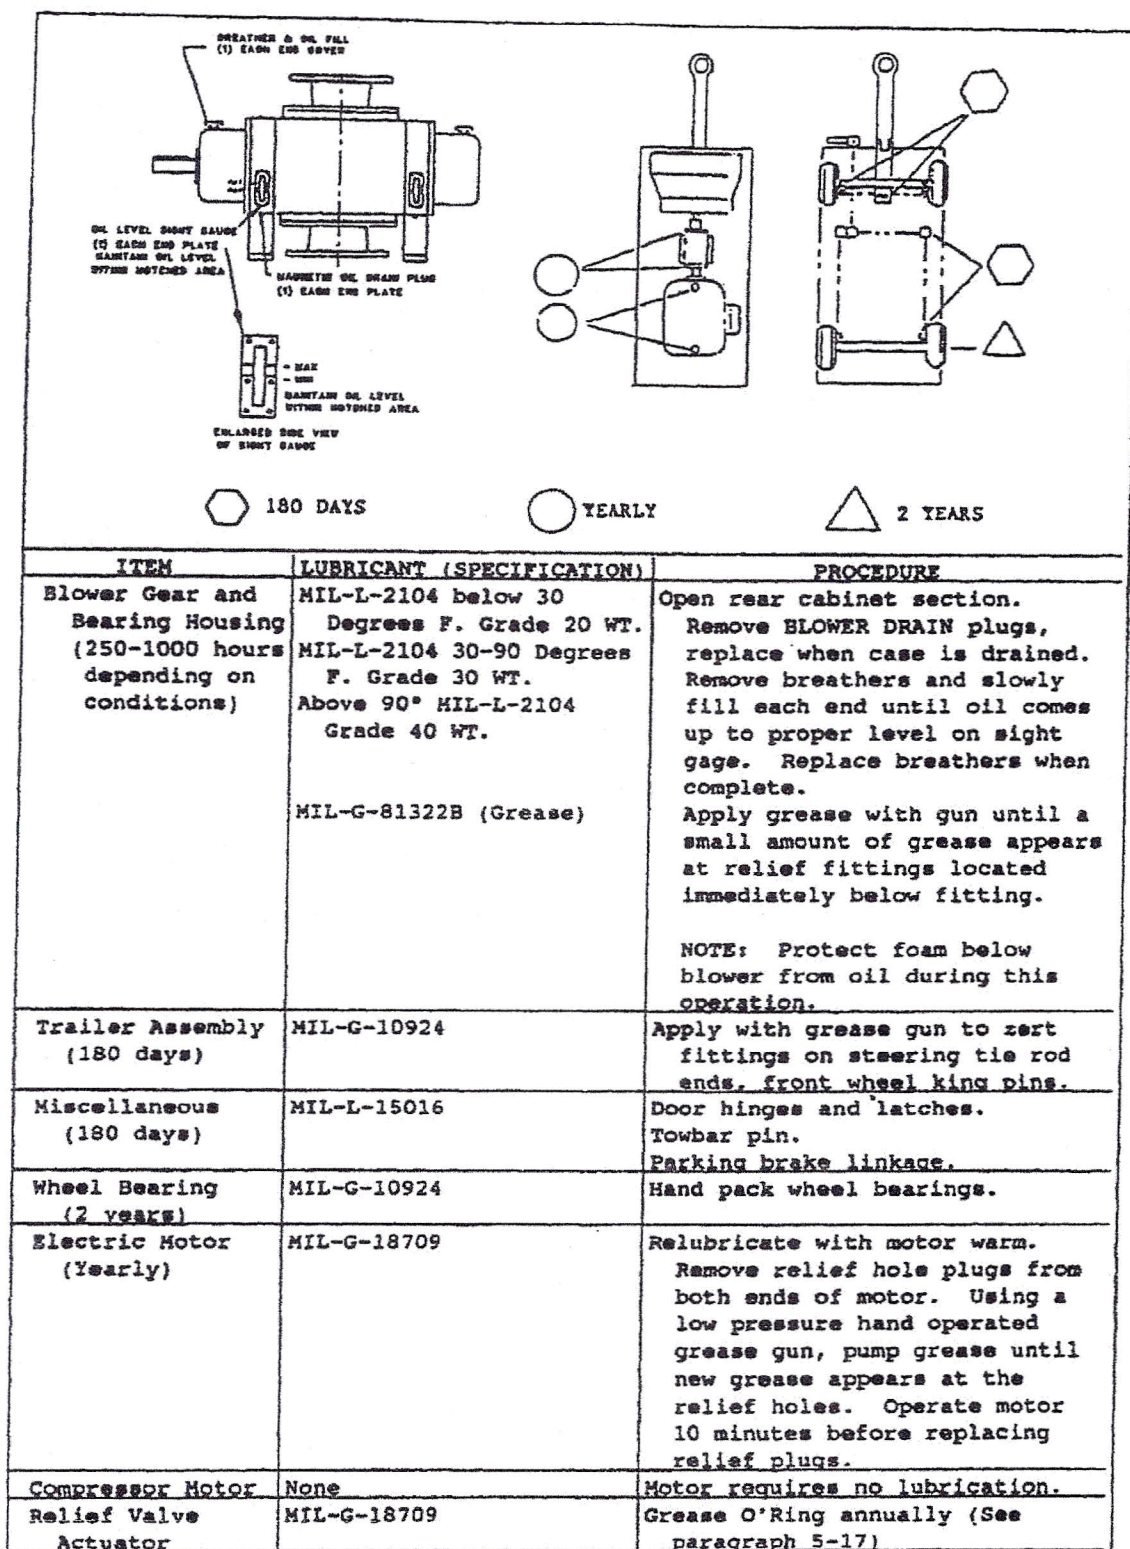 BREATHER & OIL FILL
(1) EACH END COVER
OIL LEVEL SIGHT GAUGE
(1) EACH END PLATE
MAINTAIN OIL LEVEL
WITHIN NOTCHED AREA
MAGNETIC OIL DRAIN PLUG
(1) EACH END PLATE
- MAX
- MIN
MAINTAIN OIL LEVEL
WITHIN NOTCHED AREA
ENLARGED SIDE VIEW
OF SIGHT GAUGE
180 DAYS
YEARLY
2 YEARS
ITEM
LUBRICANT (SPECIFICATION)
PROCEDURE
Blower Gear and
Bearing Housing
(250-1000 hours
depending on
conditions)
MIL-L-2104 below 30
Degrees F. Grade 20 WT.
MIL-L-2104 30-90 Degrees
F. Grade 30 WT.
Above 90° MIL-L-2104
Grade 40 WT.
MIL-G-81322B (Grease)
Open rear cabinet section.
Remove BLOWER DRAIN plugs,
replace when case is drained.
Remove breathers and slowly
fill each end until oil comes
up to proper level on sight
gage. Replace breathers when
complete.
Apply grease with gun until a
small amount of grease appears
at relief fittings located
immediately below fitting.
NOTE: Protect foam below
blower from oil during this
operation.
Trailer Assembly
(180 days)
MIL-G-10924
Apply with grease gun to zert
fittings on steering tie rod
ends, front wheel king pins.
Miscellaneous
(180 days)
MIL-L-15016
Door hinges and latches.
Towbar pin.
Parking brake linkage.
Wheel Bearing
(2 years)
MIL-G-10924
Hand pack wheel bearings.
Electric Motor
(Yearly)
MIL-G-18709
Relubricate with motor warm.
Remove relief hole plugs from
both ends of motor. Using a
low pressure hand operated
grease gun, pump grease until
new grease appears at the
relief holes. Operate motor
10 minutes before replacing
relief plugs.
Compressor Motor
None
Motor requires no lubrication.
Relief Valve
Actuator
MIL-G-18709
Grease O'Ring annually (See
paragraph 5-17)